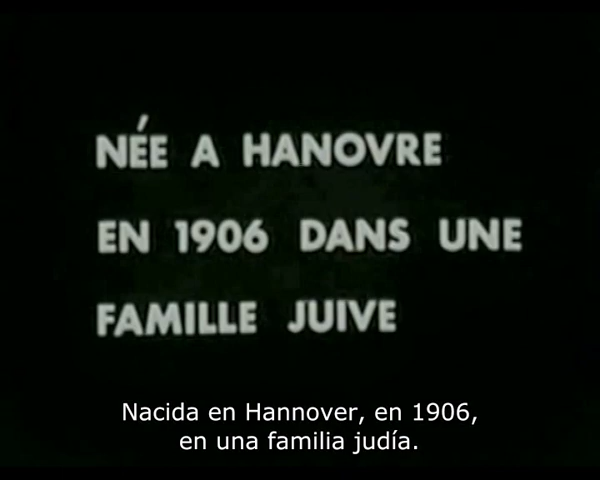 NÉE A HANOVRE
EN 1906 DANS UNE
FAMILLE JUIVE
Nacida en Hannover, en 1906,
en una familia judía.